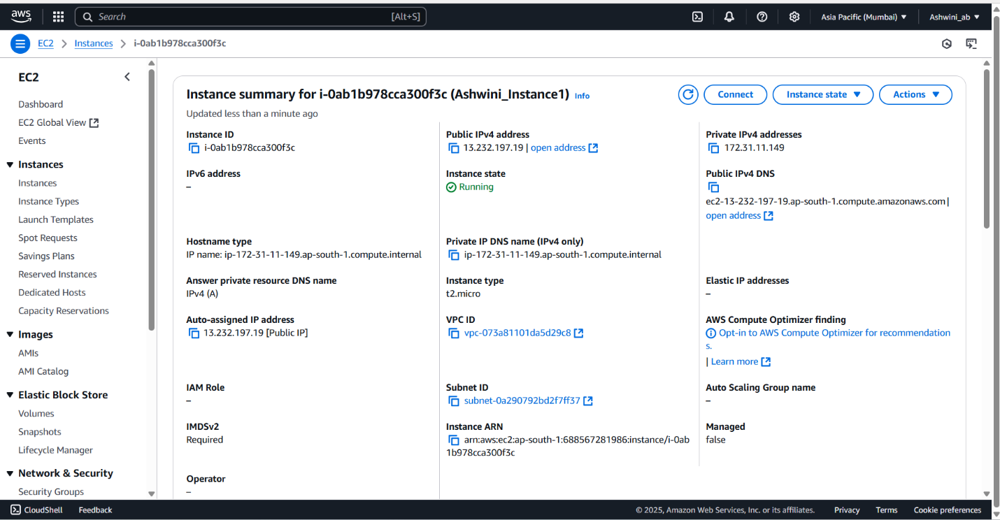 aws
Search [Alt+S]
Asia Pacific (Mumbai) ▼
Ashwini_ab ▼
EC2 > Instances > i-0ab1b978cca300f3c
EC2
Dashboard
EC2 Global View
Events
Instances
Instances
Instance Types
Launch Templates
Spot Requests
Savings Plans
Reserved Instances
Dedicated Hosts
Capacity Reservations
Images
AMIs
AMI Catalog
Elastic Block Store
Volumes
Snapshots
Lifecycle Manager
Network & Security
Security Groups
Instance summary for i-0ab1b978cca300f3c (Ashwini_Instance1) Info
Updated less than a minute ago
Connect
Instance state ▼
Actions ▼
Instance ID
i-0ab1b978cca300f3c
Public IPv4 address
13.232.197.19 | open address
Private IPv4 addresses
172.31.11.149
IPv6 address
–
Instance state
Running
Public IPv4 DNS
ec2-13-232-197-19.ap-south-1.compute.amazonaws.com |
open address
Hostname type
IP name: ip-172-31-11-149.ap-south-1.compute.internal
Private IP DNS name (IPv4 only)
ip-172-31-11-149.ap-south-1.compute.internal
Answer private resource DNS name
IPv4 (A)
Instance type
t2.micro
Elastic IP addresses
–
Auto-assigned IP address
13.232.197.19 [Public IP]
VPC ID
vpc-073a81101da5d29c8
AWS Compute Optimizer finding
Opt-in to AWS Compute Optimizer for recommendation
s.
| Learn more
IAM Role
–
Subnet ID
subnet-0a290792bd2f7ff37
Auto Scaling Group name
–
IMDSv2
Required
Instance ARN
arn:aws:ec2:ap-south-1:688567281986:instance/i-0ab
1b978cca300f3c
Managed
false
Operator
–
CloudShell
Feedback
© 2025, Amazon Web Services, Inc. or its affiliates.
Privacy
Terms
Cookie preferences